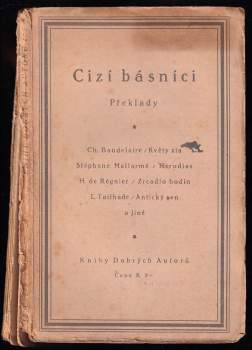 Cizí básníci
Překlady
Ch. Baudelaire / Květy zla
Stéphane Mallarmé / Herodias
H. de Régnier / Zrcadlo hodin
L. Tailhade / Antický sen
a jiné
Knihy Dobrých Autorů
Cena K